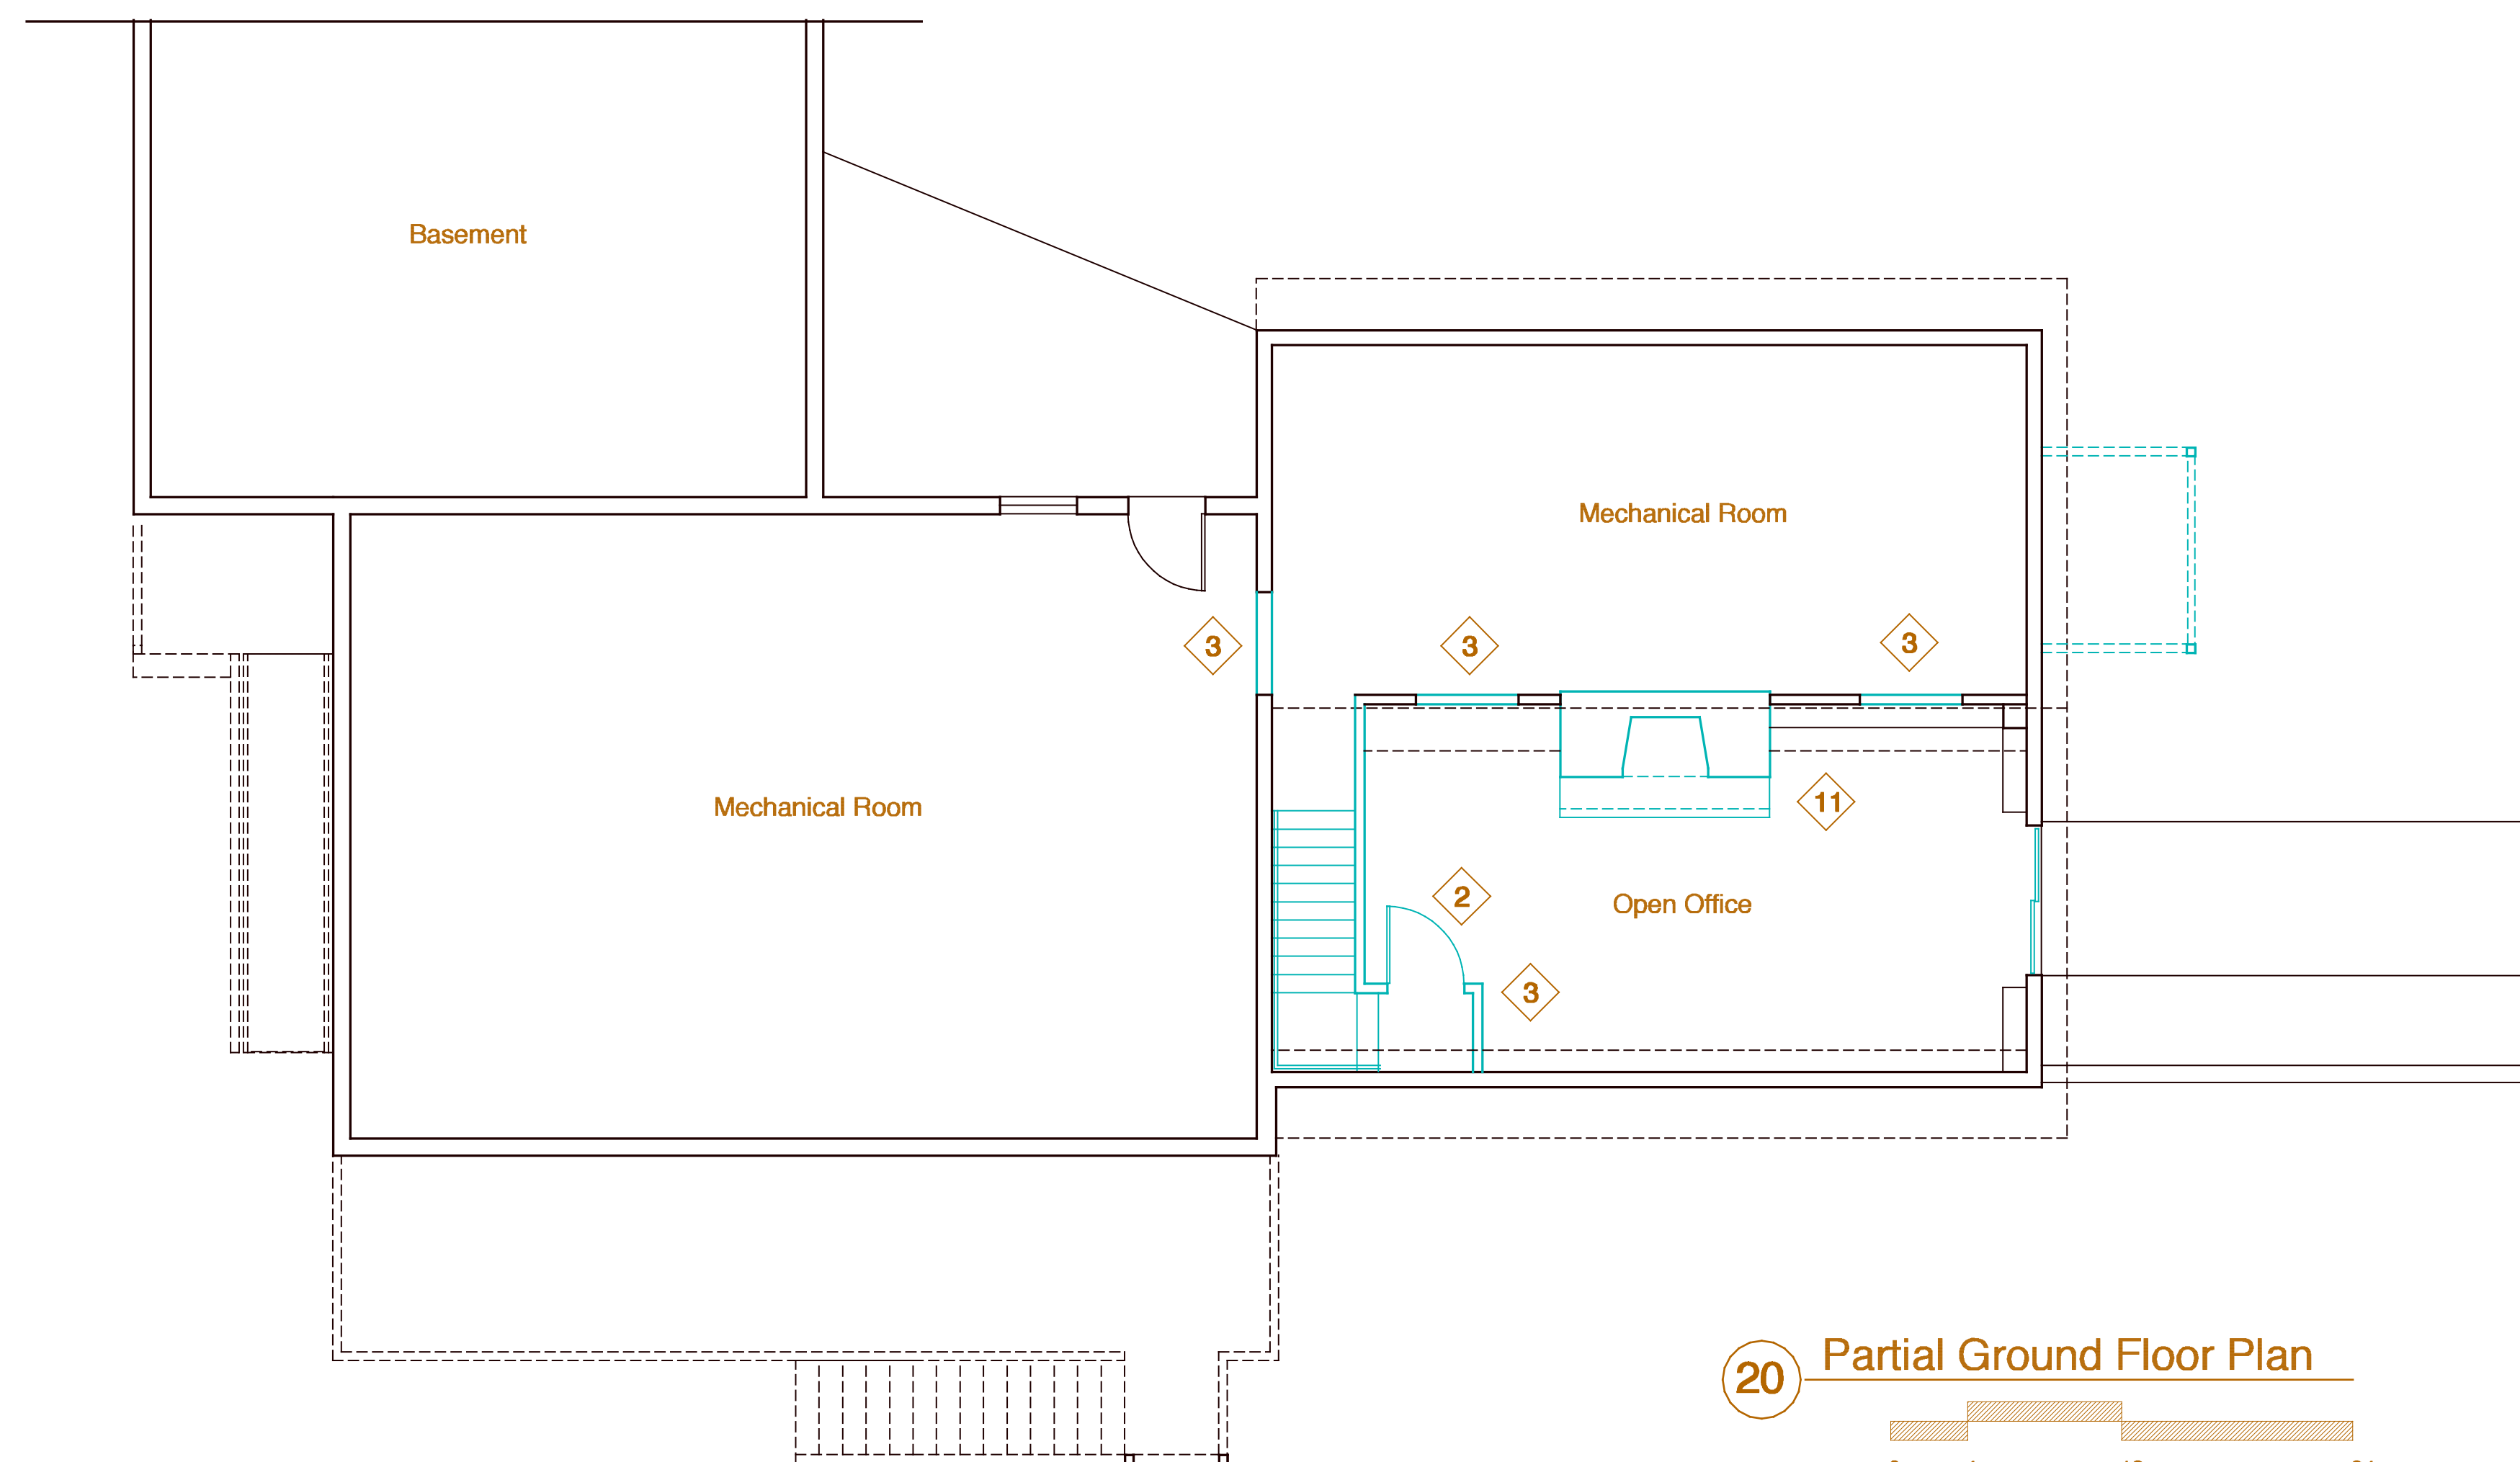 Basement
Mechanical Room
3
3
3
Mechanical Room
11
2
Open Office
3
20
Partial Ground Floor Plan